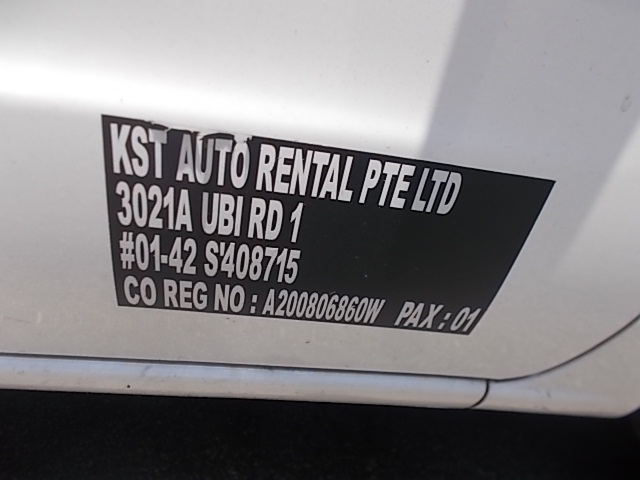 KST AUTO RENTAL PTE LTD
3021A UBI RD 1
#01-42 S'408715
CO REG NO : A200806860W PAX : 01